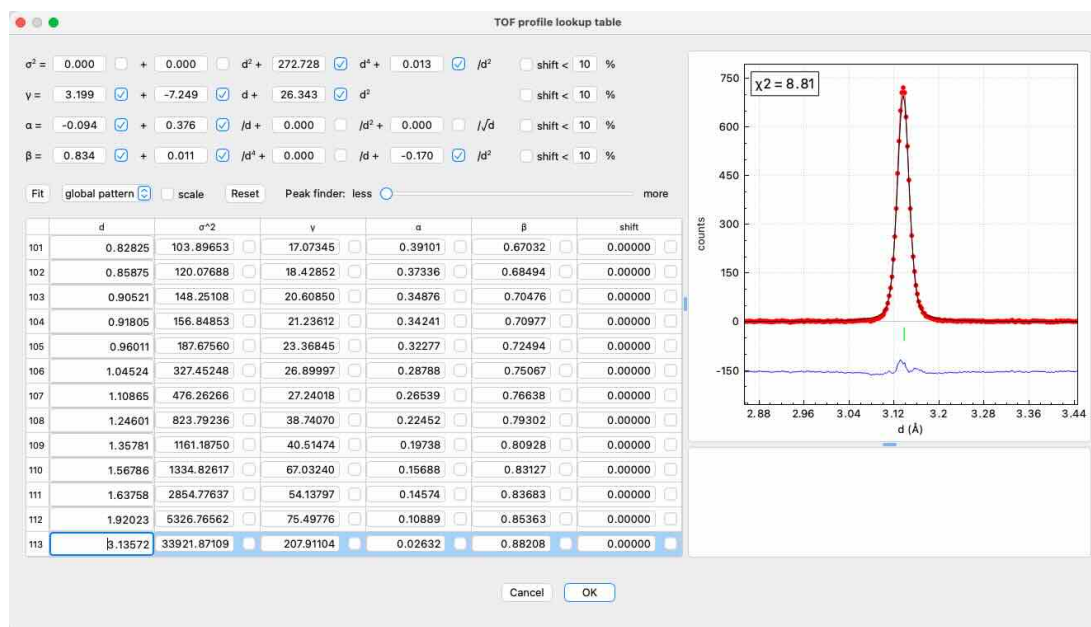 TOF profile lookup table
σ² = 0.000 + 0.000 d² + 272.728 d⁴ + 0.013 /d² shift < 10 %
γ = 3.199 + -7.249 d + 26.343 d² shift < 10 %
α = -0.094 + 0.376 /d + 0.000 /d² + 0.000 /√d shift < 10 %
β = 0.834 + 0.011 /d⁴ + 0.000 /d + -0.170 /d² shift < 10 %
Fit global pattern scale Reset Peak finder: less more
d σ^2 γ α β shift
101 0.82825 103.89653 17.07345 0.39101 0.67032 0.00000
102 0.85875 120.07688 18.42852 0.37336 0.68494 0.00000
103 0.90521 148.25108 20.60850 0.34876 0.70476 0.00000
104 0.91805 156.84853 21.23612 0.34241 0.70977 0.00000
105 0.96011 187.67560 23.36845 0.32277 0.72494 0.00000
106 1.04524 327.45248 26.89997 0.28788 0.75067 0.00000
107 1.10865 476.26266 27.24018 0.26539 0.76638 0.00000
108 1.24601 823.79236 38.74070 0.22452 0.79302 0.00000
109 1.35781 1161.18750 40.51474 0.19738 0.80928 0.00000
110 1.56786 1334.82617 67.03240 0.15688 0.83127 0.00000
111 1.63758 2854.77637 54.13797 0.14574 0.83683 0.00000
112 1.92023 5326.76562 75.49776 0.10889 0.85363 0.00000
113 3.13572 33921.87109 207.91104 0.02632 0.88208 0.00000
χ2 = 8.81
750
600
450
300
150
0
-150
counts
2.88 2.96 3.04 3.12 3.2 3.28 3.36 3.44
d (Å)
Cancel OK